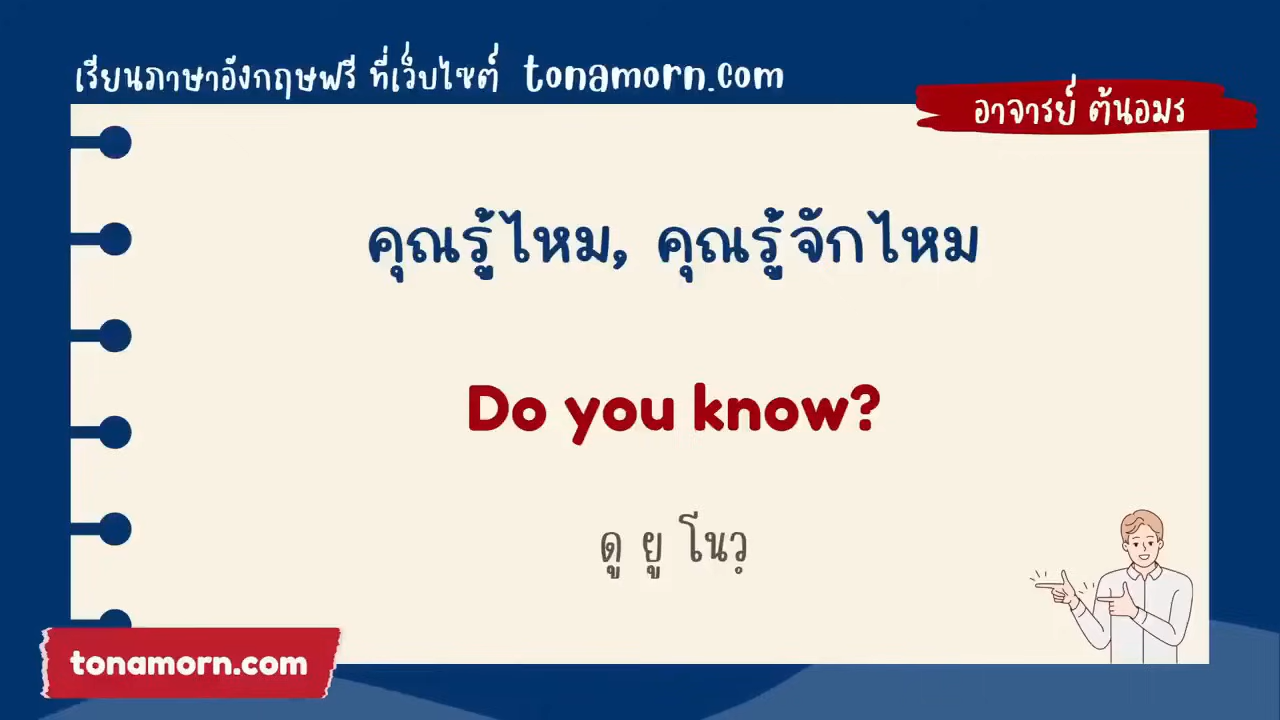 เรียนภาษาอังกฤษฟรี ที่เว็บไซต์ tonamorn.com
อาจารย์ ต้นอมร
คุณรู้ไหม, คุณรู้จักไหม
Do you know?
ดู ยู โนวฺ
tonamorn.com